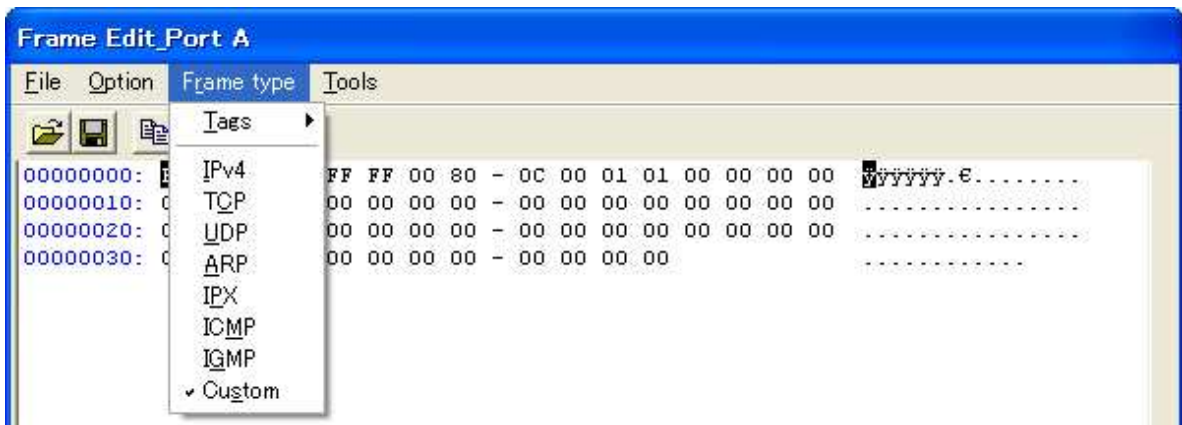 Frame Edit_Port A
File Option Frame type Tools
Tags
IPv4
TCP
UDP
ARP
IPX
ICMP
IGMP
Custom
00000000: FF FF 00 80 - 0C 00 01 01 00 00 00 00 ÿÿÿÿÿÿ.€........
00000010: 00 00 00 00 - 00 00 00 00 00 00 00 00 ................
00000020: 00 00 00 00 - 00 00 00 00 00 00 00 00 ................
00000030: 00 00 00 00 - 00 00 00 00 ............